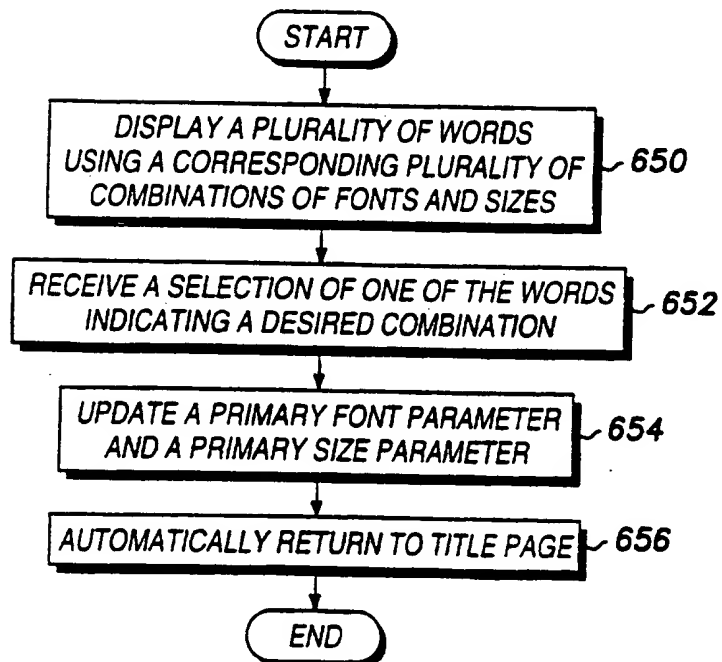 START
DISPLAY A PLURALITY OF WORDS
USING A CORRESPONDING PLURALITY OF
COMBINATIONS OF FONTS AND SIZES
650
RECEIVE A SELECTION OF ONE OF THE WORDS
INDICATING A DESIRED COMBINATION
652
UPDATE A PRIMARY FONT PARAMETER
AND A PRIMARY SIZE PARAMETER
654
AUTOMATICALLY RETURN TO TITLE PAGE
656
END